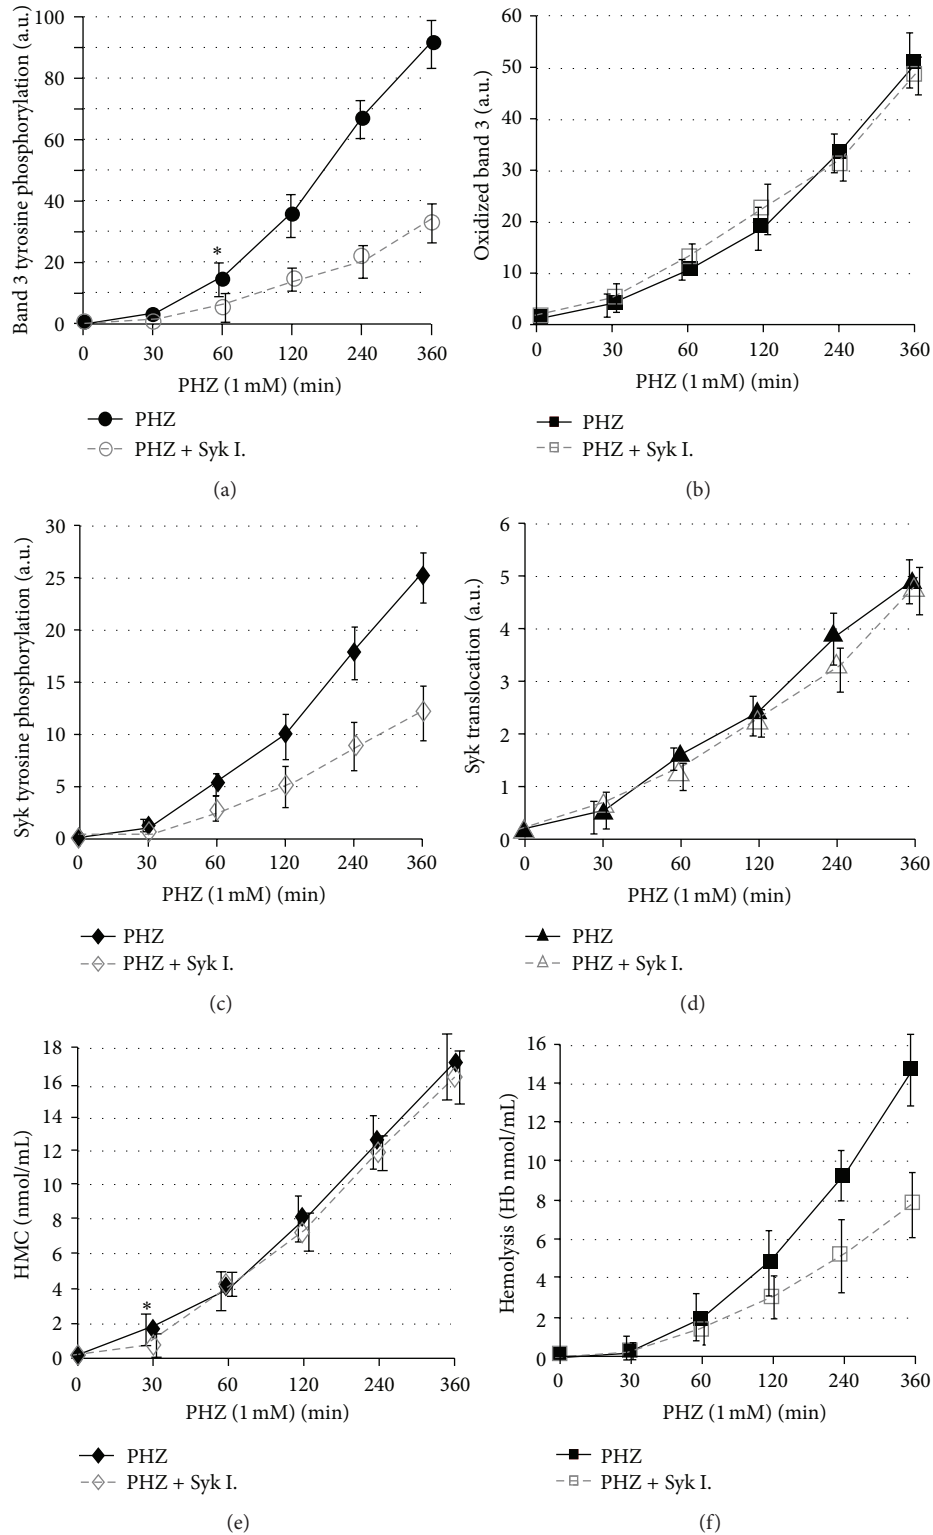 Band 3 tyrosine phosphorylation (a.u.)
100
80
60
40
20
0
*
0 30 60 120 240 360
PHZ (1 mM) (min)
PHZ
PHZ + Syk I.
(a)
Oxidized band 3 (a.u.)
60
50
40
30
20
10
0
0 30 60 120 240 360
PHZ (1 mM) (min)
PHZ
PHZ + Syk I.
(b)
Syk tyrosine phosphorylation (a.u.)
30
25
20
15
10
5
0
0 30 60 120 240 360
PHZ (1 mM) (min)
PHZ
PHZ + Syk I.
(c)
Syk translocation (a.u.)
6
5
4
3
2
1
0
0 30 60 120 240 360
PHZ (1 mM) (min)
PHZ
PHZ + Syk I.
(d)
HMC (nmol/mL)
18
16
14
12
10
8
6
4
2
0
*
0 30 60 120 240 360
PHZ (1 mM) (min)
PHZ
PHZ + Syk I.
(e)
Hemolysis (Hb nmol/mL)
16
14
12
10
8
6
4
2
0
0 30 60 120 240 360
PHZ (1 mM) (min)
PHZ
PHZ + Syk I.
(f)